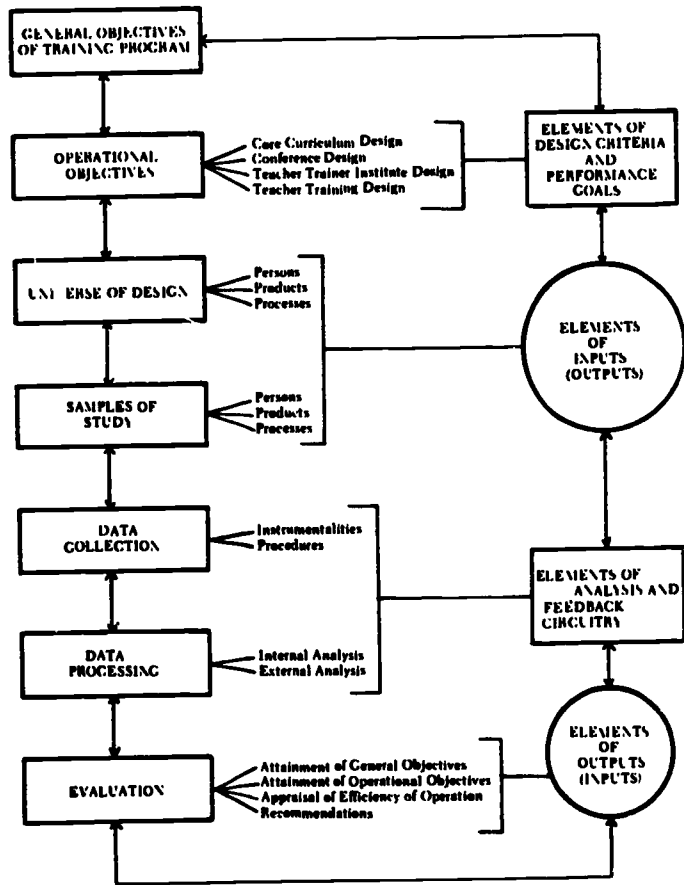 GENERAL OBJECTIVES
OF TRAINING PROGRAM
OPERATIONAL
OBJECTIVES
Core Curriculum Design
Conference Design
Teacher Trainer Institute Design
Teacher Training Design
ELEMENTS OF
DESIGN CRITERIA
AND
PERFORMANCE
GOALS
UNI ERSE OF DESIGN
Persons
Products
Processes
ELEMENTS
OF
INPUTS
(OUTPUTS)
SAMPLES OF
STUDY
Persons
Products
Processes
DATA
COLLECTION
Instrumentalities
Procedures
ELEMENTS OF
ANALYSIS AND
FEEDBACK
CIRCUITRY
DATA
PROCESSING
Internal Analysis
External Analysis
EVALUATION
Attainment of General Objectives
Attainment of Operational Objectives
Appraisal of Efficiency of Operation
Recommendations
ELEMENTS
OF
OUTPUTS
(INPUTS)